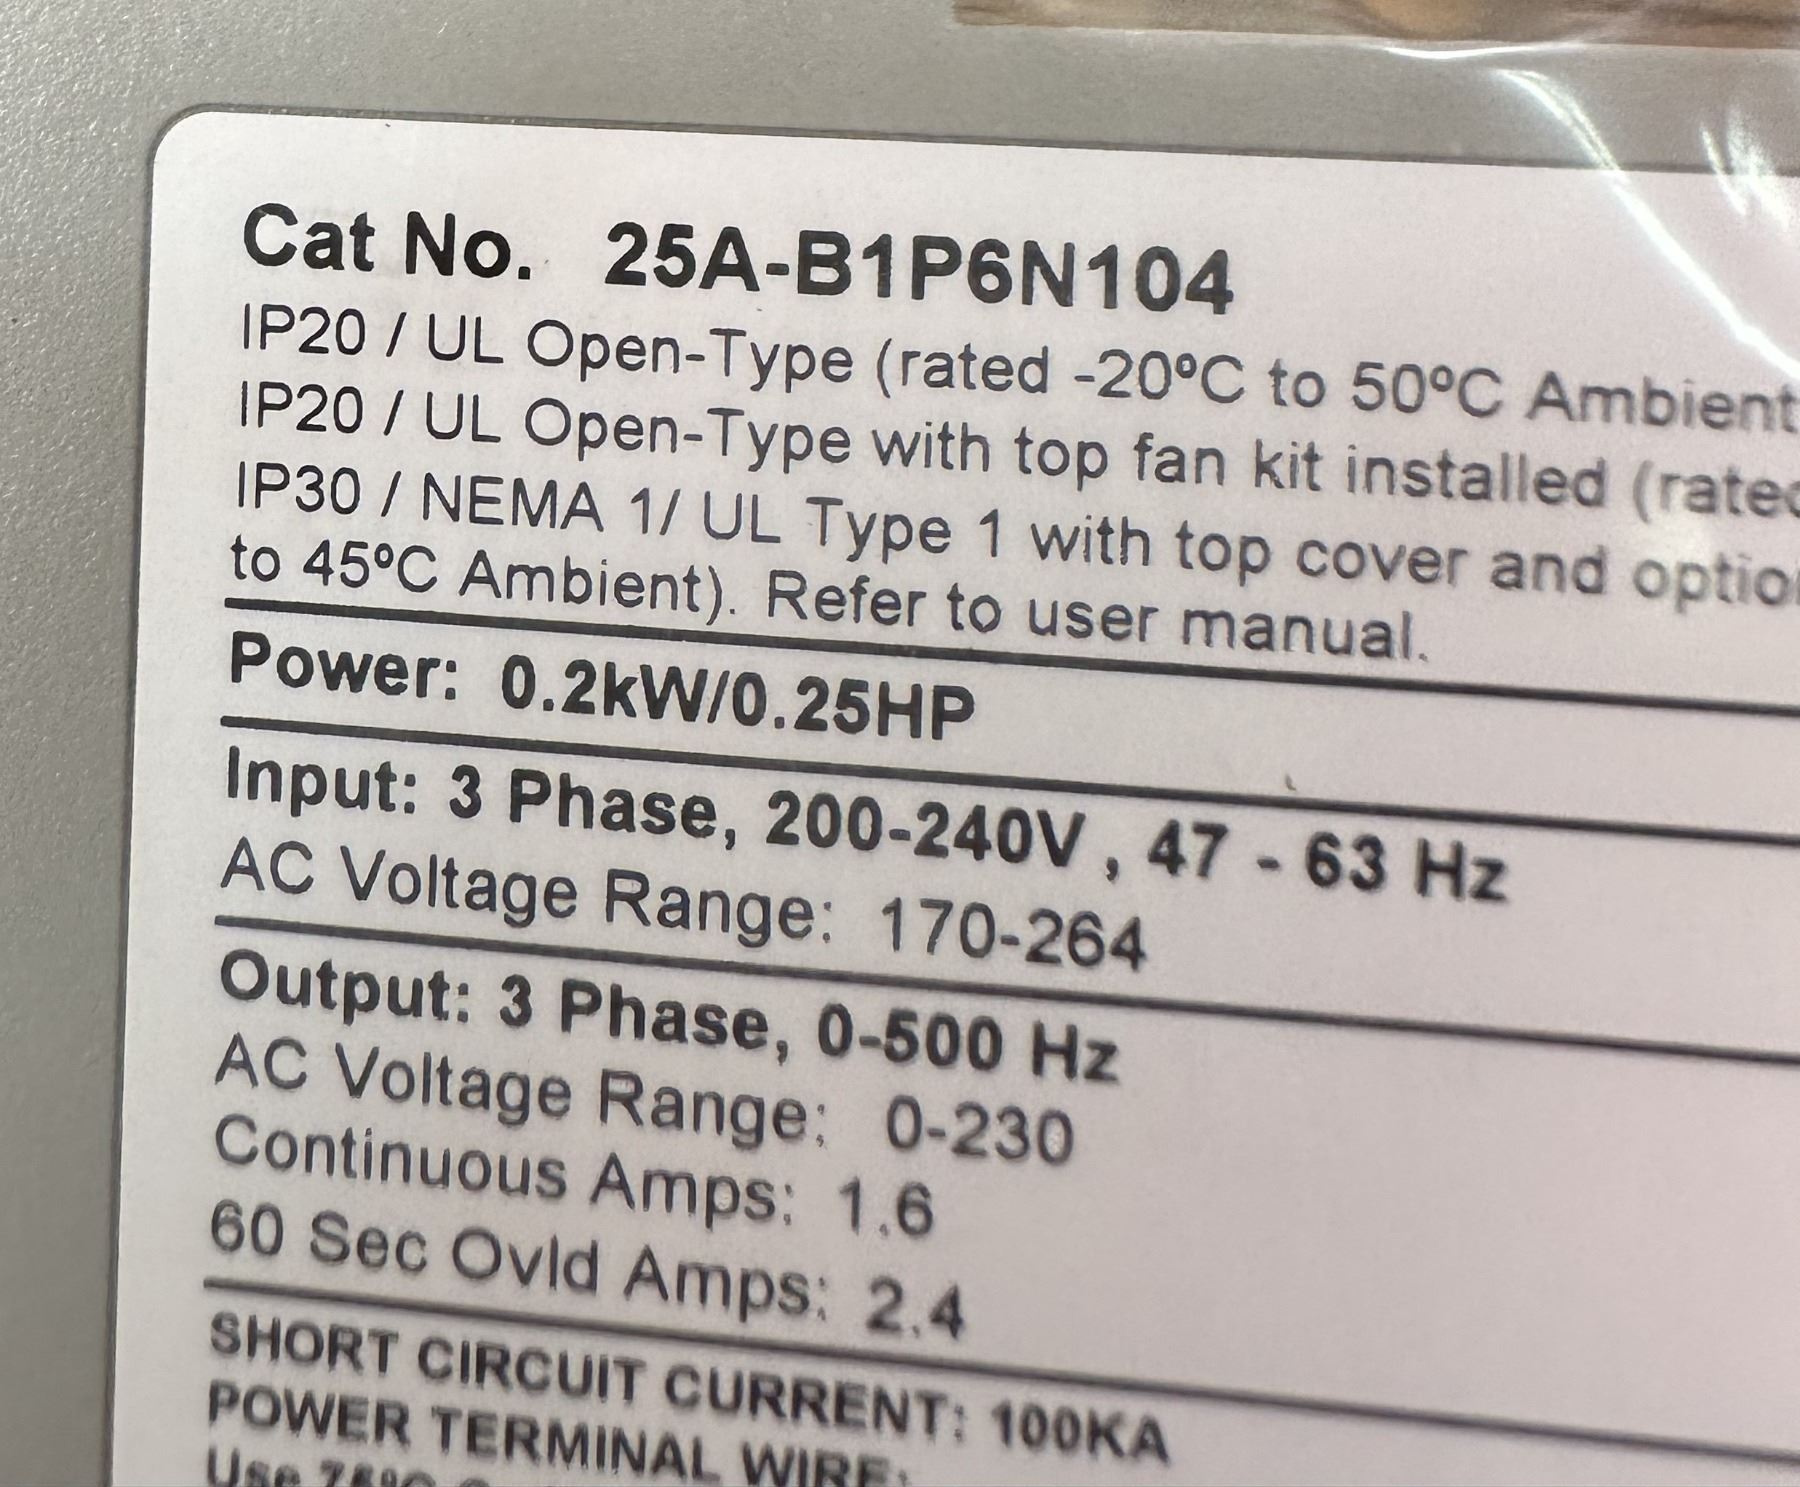 Cat No. 25A-B1P6N104
IP20 / UL Open-Type (rated -20ºC to 50ºC Ambient
IP20 / UL Open-Type with top fan kit installed (rated
IP30 / NEMA 1/ UL Type 1 with top cover and optio
to 45ºC Ambient). Refer to user manual.
Power: 0.2kW/0.25HP
Input: 3 Phase, 200-240V , 47 - 63 Hz
AC Voltage Range: 170-264
Output: 3 Phase, 0-500 Hz
AC Voltage Range: 0-230
Continuous Amps: 1.6
60 Sec Ovld Amps: 2.4
SHORT CIRCUIT CURRENT: 100KA
POWER TERMINAL WIRE:
Use 75ºC